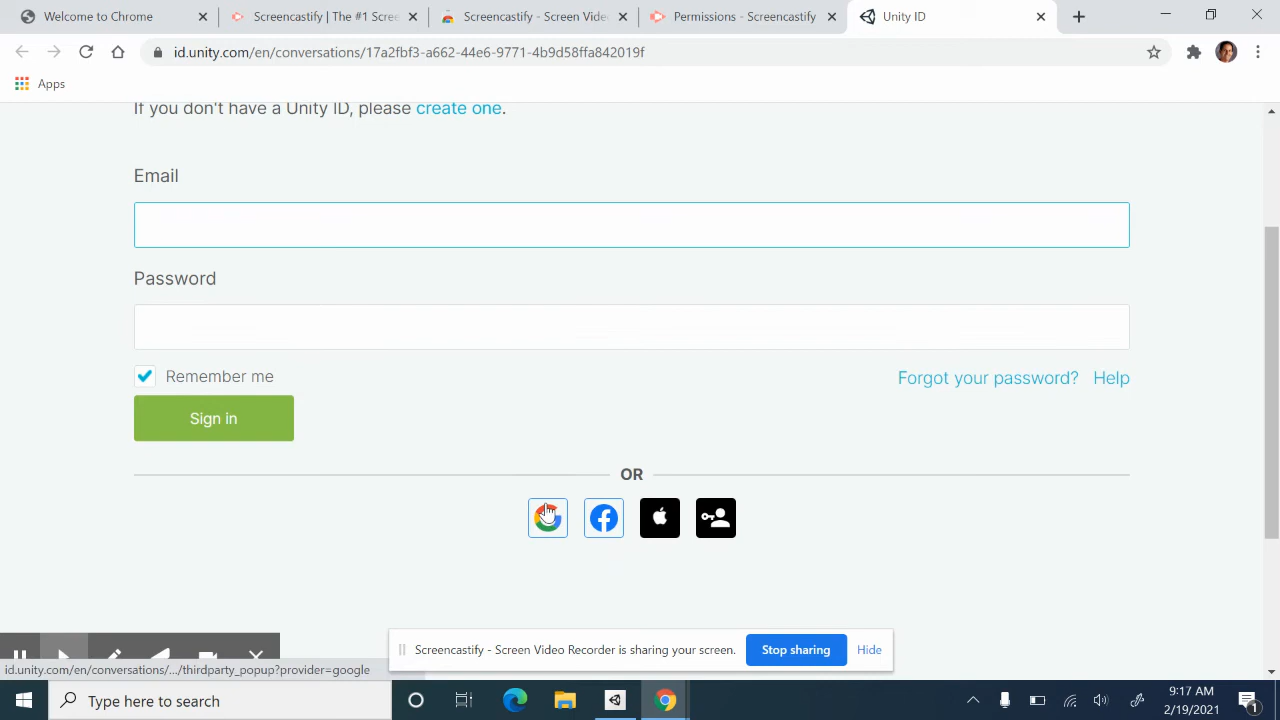 Welcome to Chrome
Screencastify | The #1 Scree
Screencastify - Screen Video
Permissions - Screencastify
Unity ID
id.unity.com/en/conversations/17a2fbf3-a662-44e6-9771-4b9d58ffa842019f
Apps
If you don't have a Unity ID, please create one.
Email
Password
Remember me
Forgot your password? Help
Sign in
OR
Screencastify - Screen Video Recorder is sharing your screen.
Stop sharing
Hide
id.unity.com/en/conversations/.../thirdparty_popup?provider=google
Type here to search
9:17 AM
2/19/2021
1